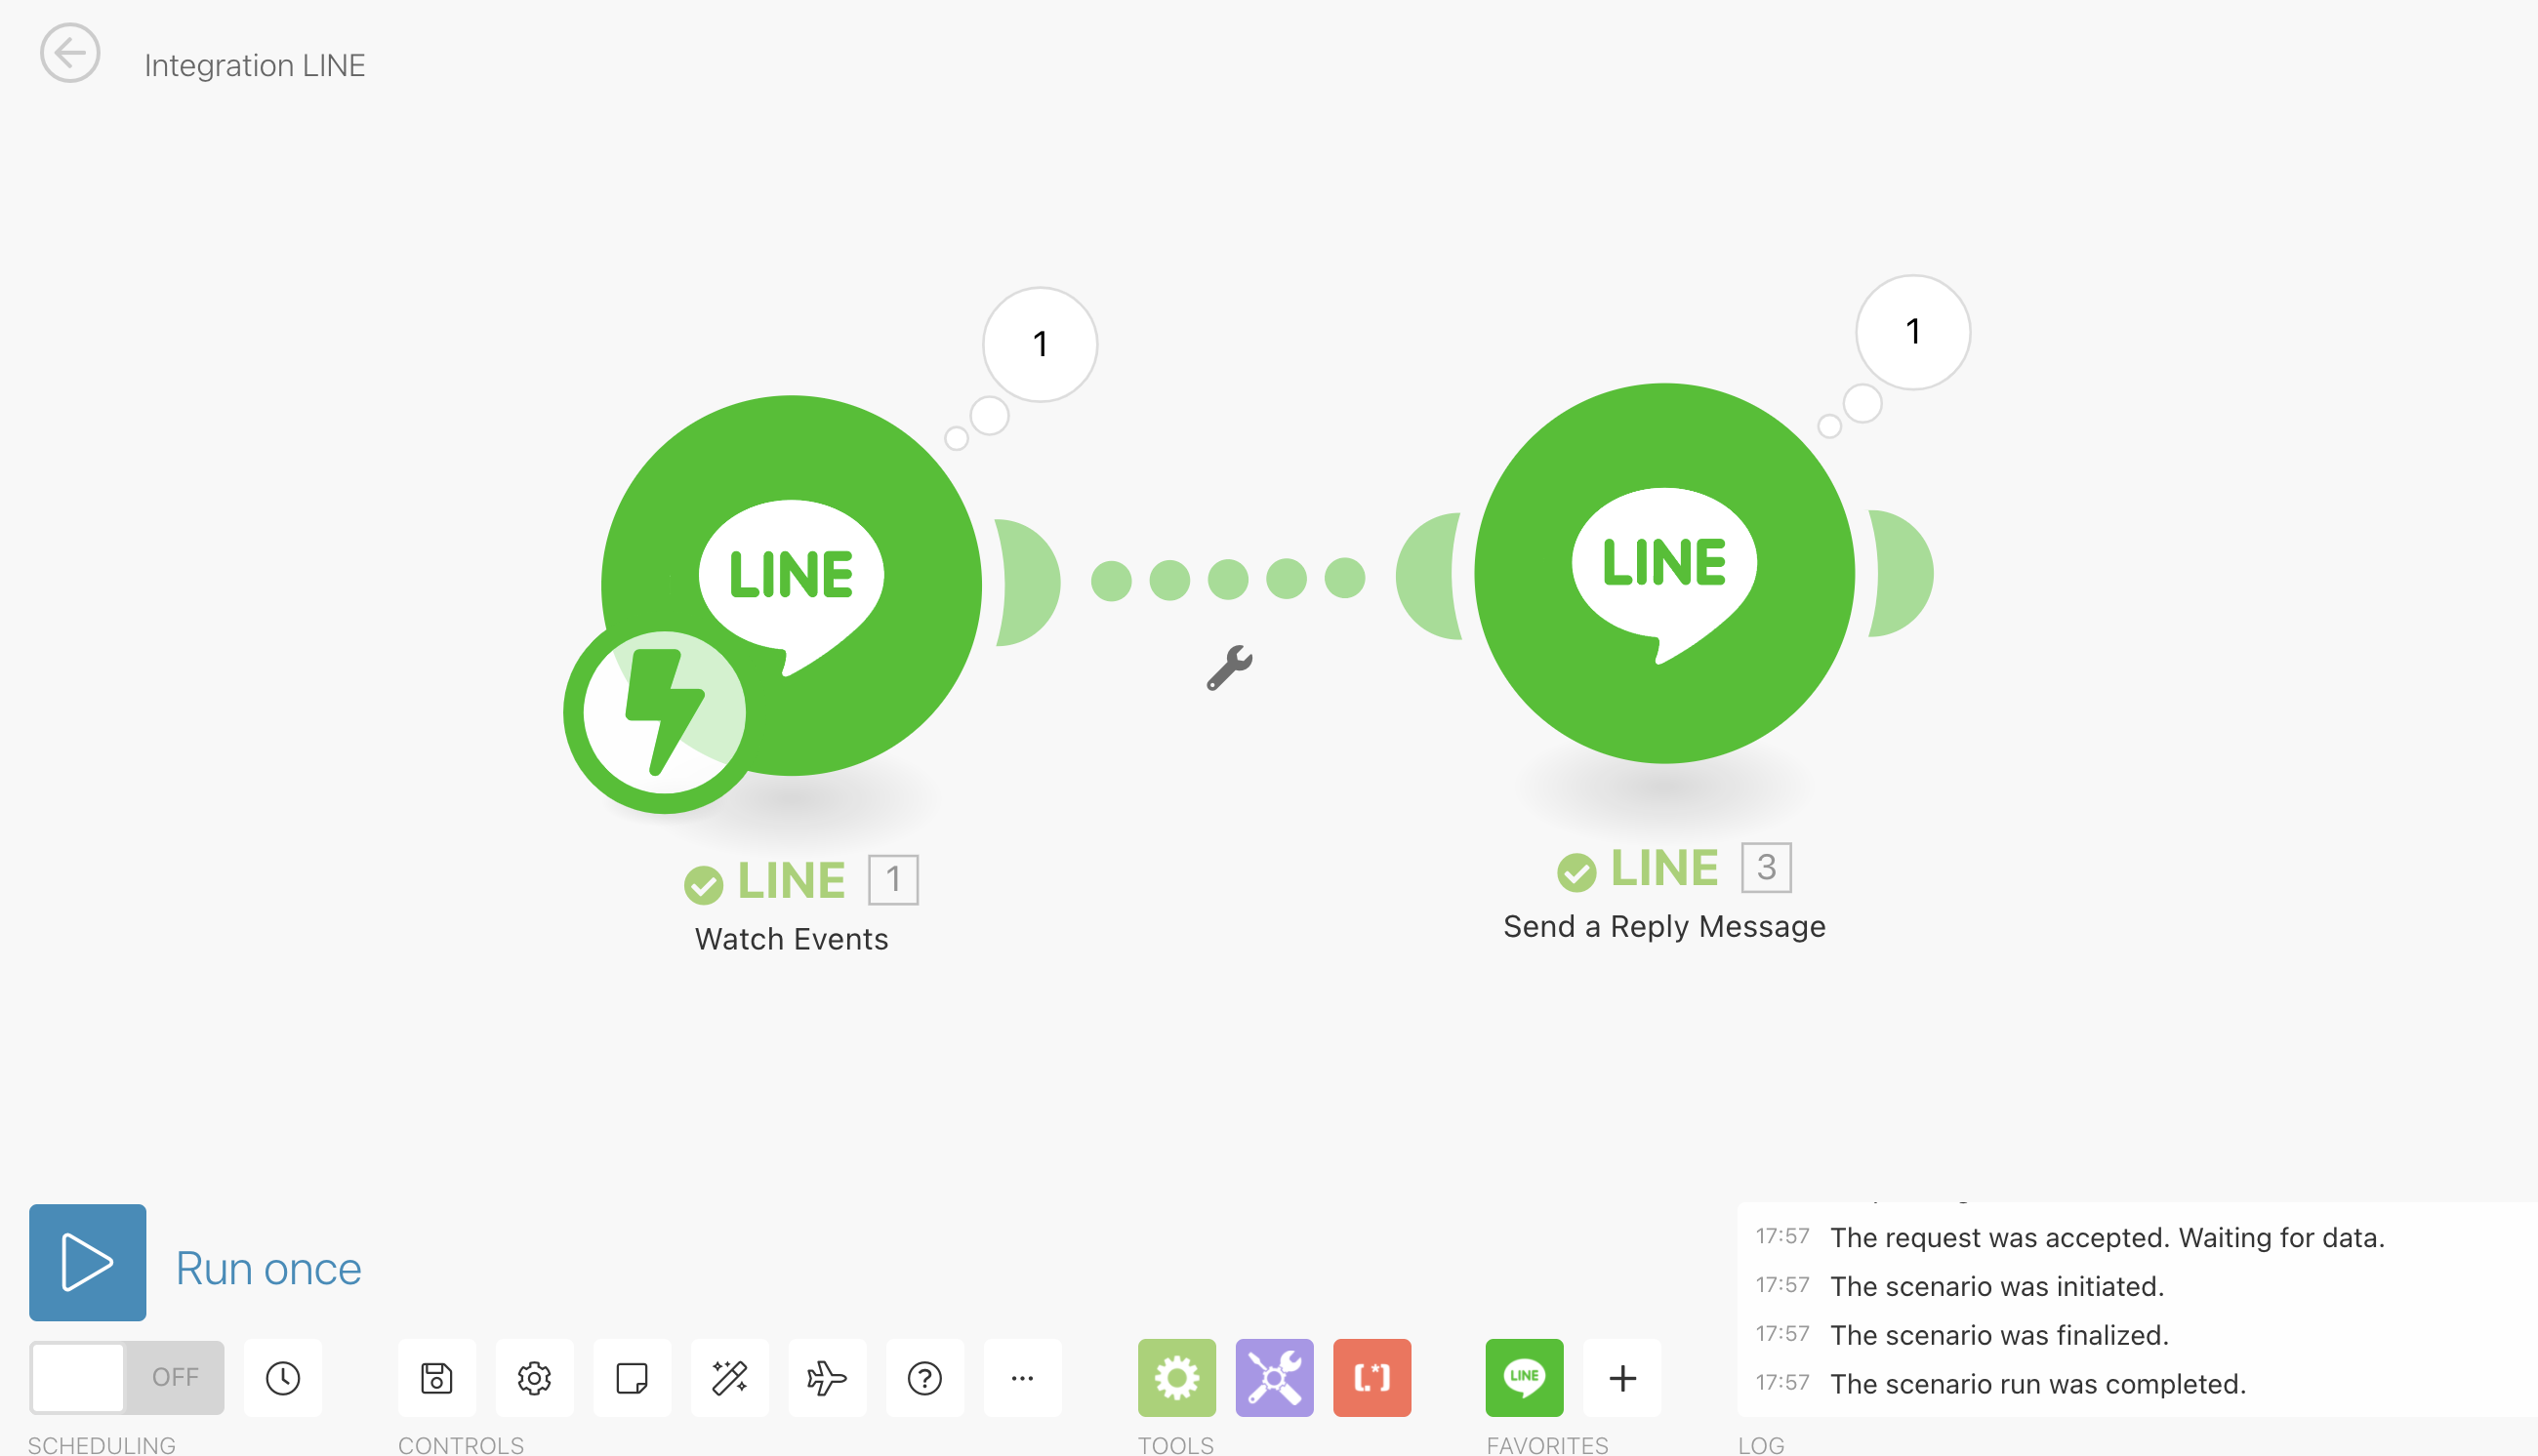 Integration LINE
1
1
LINE
LINE
LINE 1
Watch Events
LINE 3
Send a Reply Message
Run once
17:57 The request was accepted. Waiting for data.
17:57 The scenario was initiated.
17:57 The scenario was finalized.
17:57 The scenario run was completed.
OFF
?
[.*]
LINE
SCHEDULING
CONTROLS
TOOLS
FAVORITES
LOG